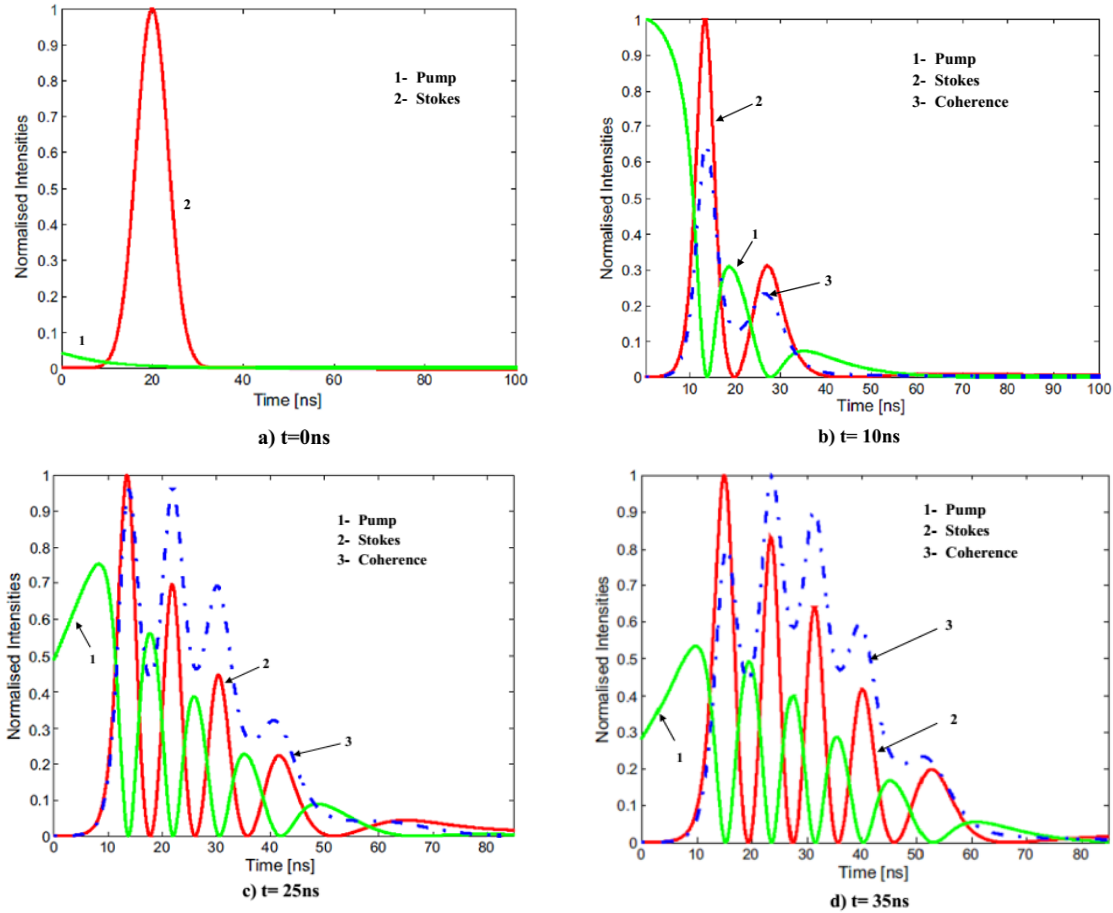 1
0.9
0.8
0.7
0.6
0.5
0.4
0.3
0.2
0.1
0
0 20 40 60 80 100
Normalised Intensities
Time [ns]
1- Pump
2- Stokes
2
1
a) t=0ns
1
0.9
0.8
0.7
0.6
0.5
0.4
0.3
0.2
0.1
0
10 20 30 40 50 60 70 80 90 100
Normalised Intensities
Time [ns]
1- Pump
2- Stokes
3- Coherence
2
1
3
b) t= 10ns
1
0.9
0.8
0.7
0.6
0.5
0.4
0.3
0.2
0.1
0
0 10 20 30 40 50 60 70 80
Normalised Intensities
Time [ns]
1- Pump
2- Stokes
3- Coherence
1
2
3
c) t= 25ns
1
0.9
0.8
0.7
0.6
0.5
0.4
0.3
0.2
0.1
0
0 10 20 30 40 50 60 70 80
Normalised Intensities
Time [ns]
1- Pump
2- Stokes
3- Coherence
3
1
2
d) t= 35ns